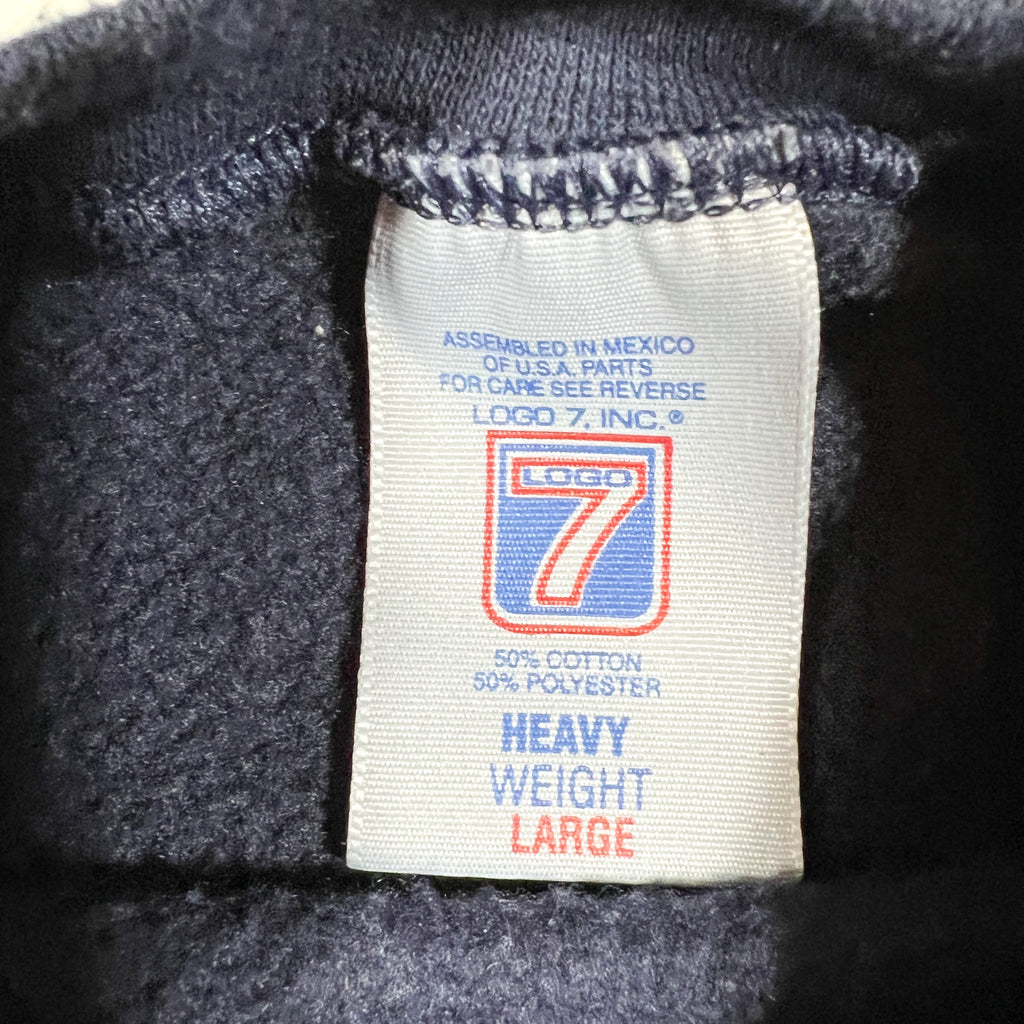 ASSEMBLED IN MEXICO
OF U.S.A. PARTS
FOR CARE SEE REVERSE
LOGO 7, INC.®
LOGO
7
50% COTTON
50% POLYESTER
HEAVY
WEIGHT
LARGE